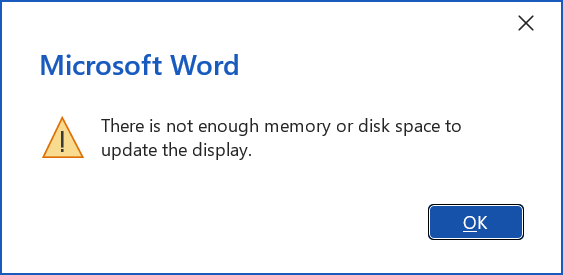 Microsoft Word
There is not enough memory or disk space to
update the display.
OK